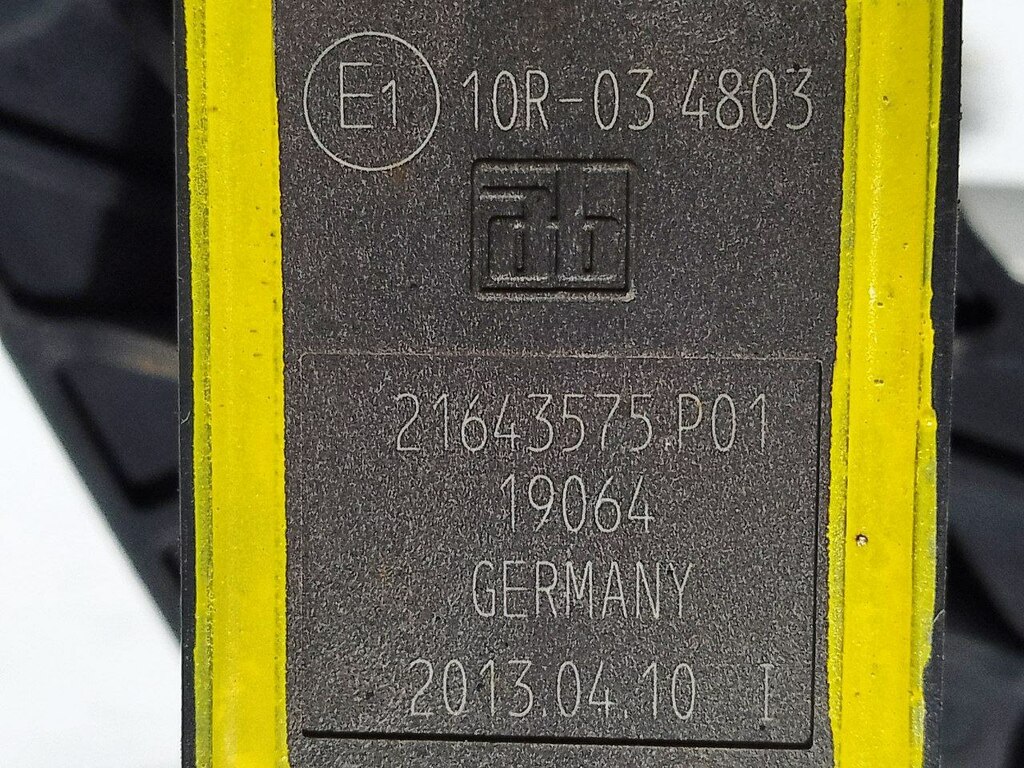 E1 10R-03 4803
21643575.P01
19064
GERMANY
2013.04.10 I